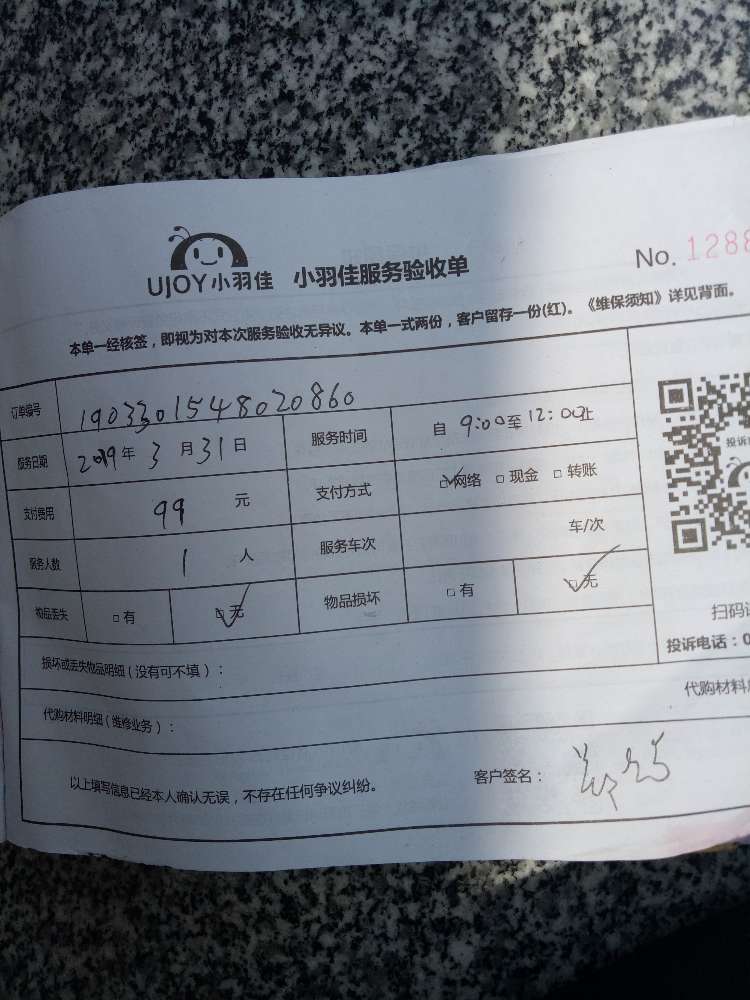 UJOY小羽佳 小羽佳服务验收单 No. 1288
本单一经核签，即视为对本次服务验收无异议。本单一式两份，客户留存一份(红)。《维保须知》详见背面。
订单编号 1903301548020860
服务日期 2019年 3 月 31 日 服务时间 自 9:00 至 12:00 止
支付费用 99 元 支付方式 ☑网络 □现金 □转账
服务人数 1 人 服务车次 车/次
物品丢失 □有 ☑无 物品损坏 □有 ☑无
投诉
扫码
投诉电话：0
损坏或丢失物品明细（没有可不填）：
代购材料明细（维修业务）： 代购材料
以上填写信息已经本人确认无误，不存在任何争议纠纷。 客户签名：